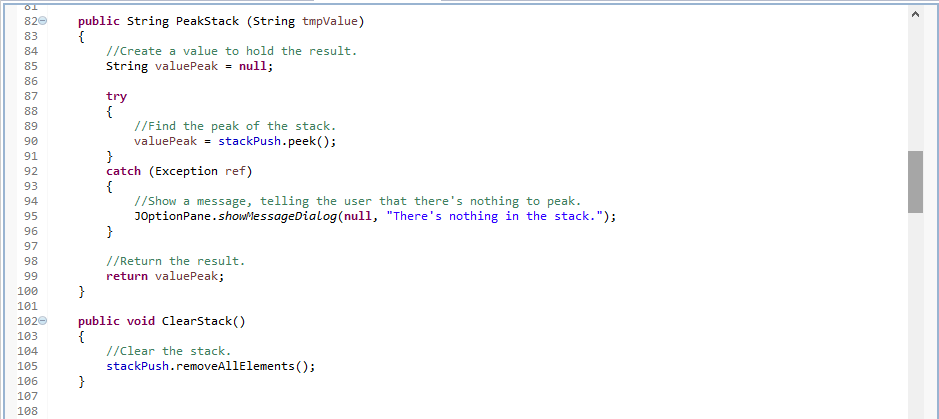 81
82 public String PeakStack (String tmpValue)
83 {
84 //Create a value to hold the result.
85 String valuePeak = null;
86
87 try
88 {
89 //Find the peak of the stack.
90 valuePeak = stackPush.peek();
91 }
92 catch (Exception ref)
93 {
94 //Show a message, telling the user that there's nothing to peak.
95 JOptionPane.showMessageDialog(null, "There's nothing in the stack.");
96 }
97
98 //Return the result.
99 return valuePeak;
100 }
101
102 public void ClearStack()
103 {
104 //Clear the stack.
105 stackPush.removeAllElements();
106 }
107
108